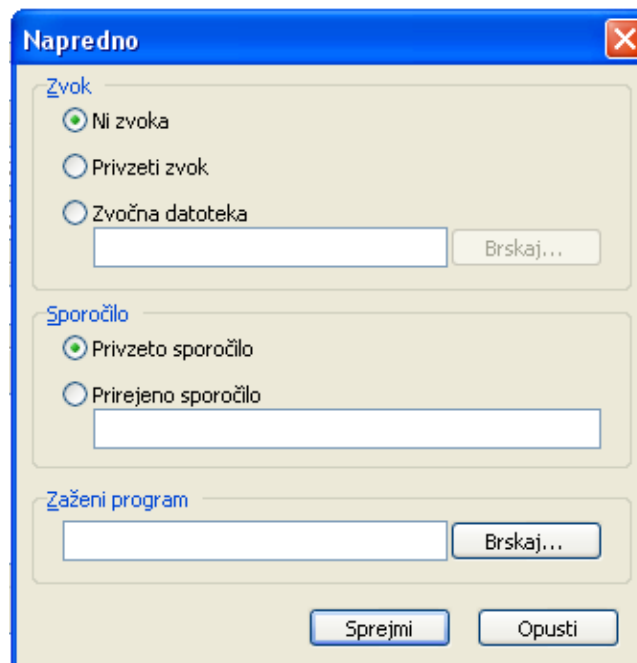 Napredno
Zvok
Ni zvoka
Privzeti zvok
Zvočna datoteka
Brskaj...
Sporočilo
Privzeto sporočilo
Prirejeno sporočilo
Zaženi program
Brskaj...
Sprejmi Opusti